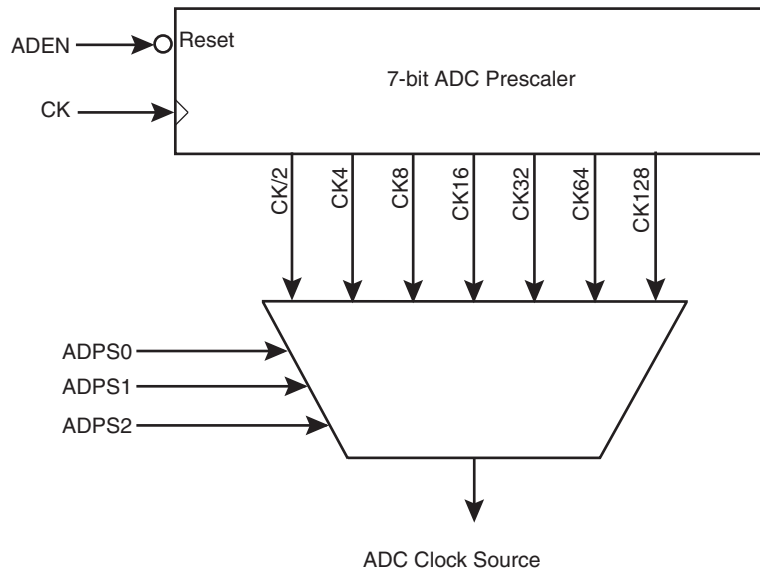 ADEN
Reset
7-bit ADC Prescaler
CK
CK/2
CK4
CK8
CK16
CK32
CK64
CK128
ADPS0
ADPS1
ADPS2
ADC Clock Source